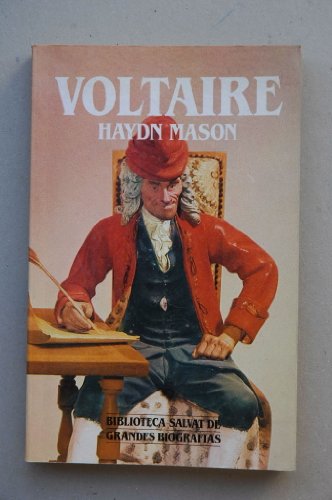 VOLTAIRE
HAYDN MASON
BIBLIOTECA SALVAT DE
GRANDES BIOGRAFIAS